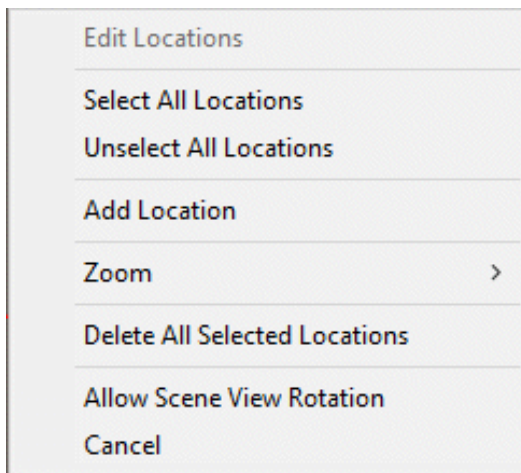 Edit Locations
Select All Locations
Unselect All Locations
Add Location
Zoom
Delete All Selected Locations
Allow Scene View Rotation
Cancel